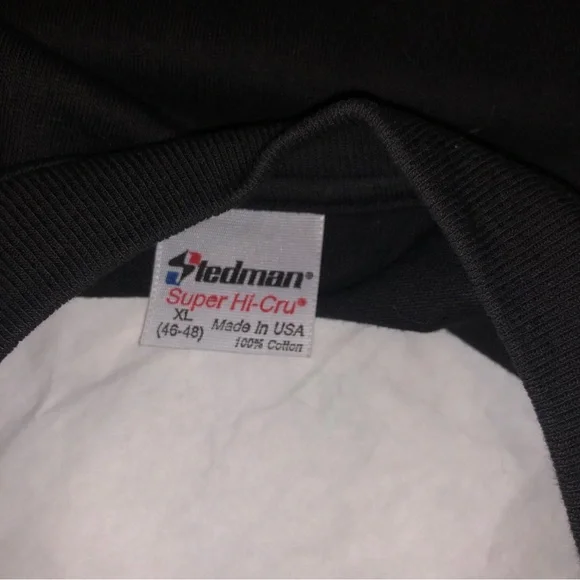 Stedman®
Super Hi-Cru®
XL
(46-48)
Made In USA
100% Cotton